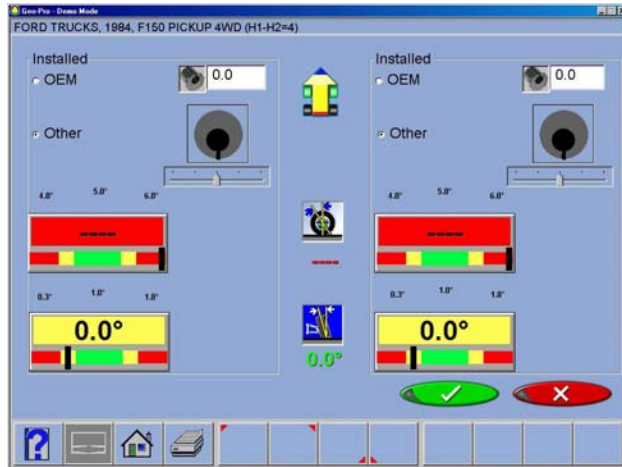 Geo-Pro - Demo Mode
FORD TRUCKS, 1984, F150 PICKUP 4WD (H1-H2=4)
Installed
OEM
0.0
Other
4.0° 5.0° 6.0°
----
0.3° 1.0° 1.8°
0.0°
----
0.0°
Installed
OEM
0.0
Other
4.0° 5.0° 6.0°
----
0.3° 1.0° 1.8°
0.0°
?